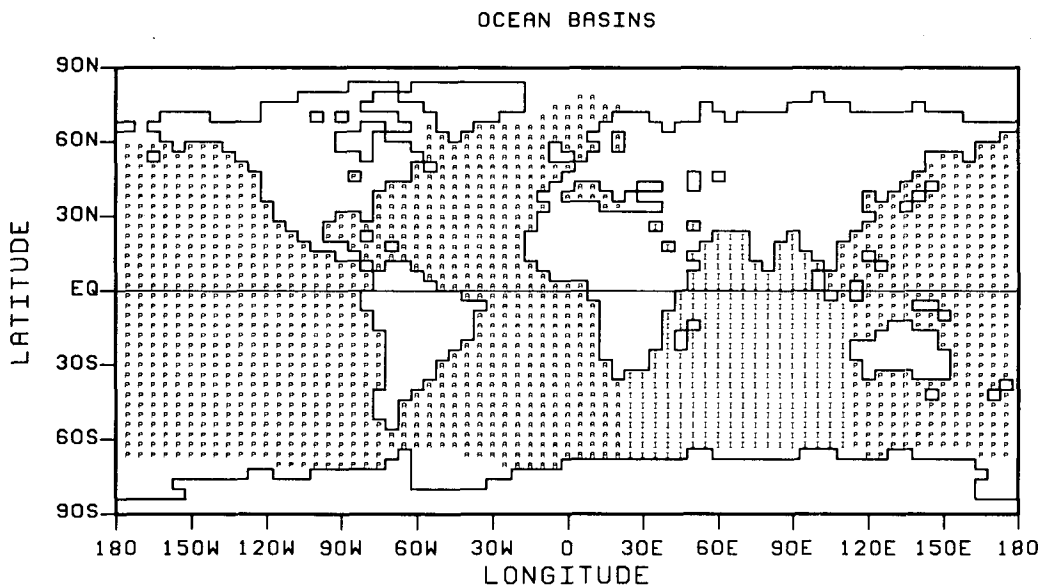 OCEAN BASINS
90N
60N
30N
EQ
30S
60S
90S
LATITUDE
180 150W 120W 90W 60W 30W 0 30E 60E 90E 120E 150E 180
LONGITUDE